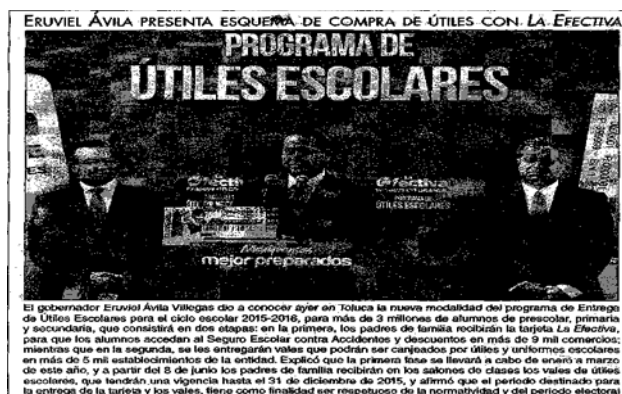 ERUVIEL ÁVILA PRESENTA ESQUEMA DE COMPRA DE ÚTILES CON LA EFECTIVA
PROGRAMA DE
ÚTILES ESCOLARES
efectiva
ÚTILES ESCOLARES
mejor preparados
El gobernador Eruviel Ávila Villegas dio a conocer ayer en Toluca la nueva modalidad del programa de Entrega
de Útiles Escolares para el ciclo escolar 2015-2016, para más de 3 millones de alumnos de prescolar, primaria
y secundaria, que consistirá en dos etapas: en la primera, los padres de familia recibirán la tarjeta La Efectiva,
para que los alumnos accedan al Seguro Escolar contra Accidentes y descuentos en más de 9 mil comercios;
mientras que en la segunda, se les entregarán vales que podrán ser canjeados por útiles y uniformes escolares
en más de 5 mil establecimientos de la entidad. Explicó que la primera fase se llevará a cabo de enero a marzo
de este año, y a partir del 8 de junio los padres de familia recibirán en los salones de clases los vales de útiles
escolares, que tendrán una vigencia hasta el 31 de diciembre de 2015, y afirmó que el periodo destinado para
la entrega de la tarjeta y los vales, tiene como finalidad ser respetuoso de la normatividad y del periodo electoral